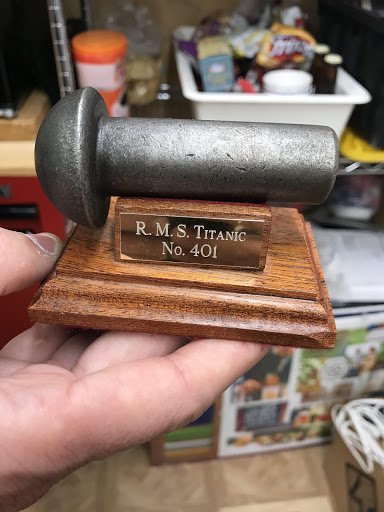 R. M. S. TITANIC
No. 401